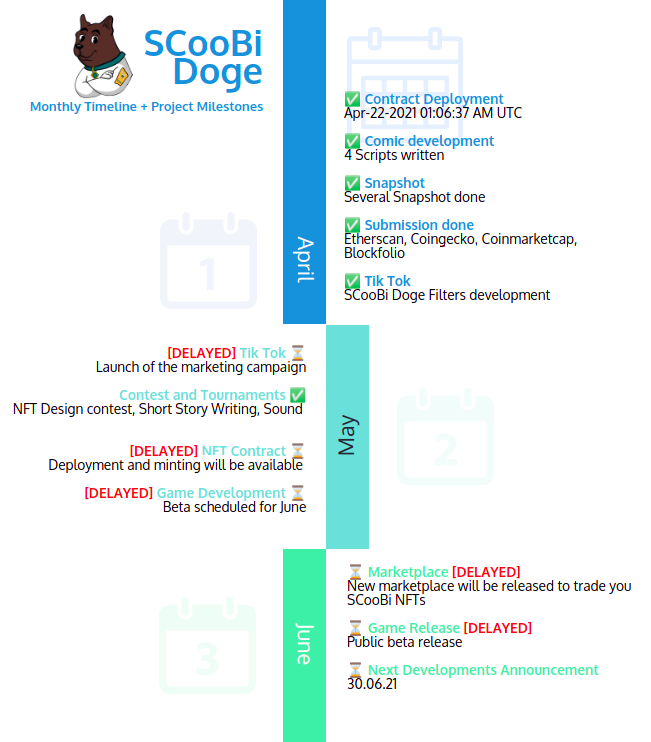 SCooBi
Doge
Monthly Timeline + Project Milestones
April
✅ Contract Deployment
Apr-22-2021 01:06:37 AM UTC
✅ Comic development
4 Scripts written
✅ Snapshot
Several Snapshot done
✅ Submission done
Etherscan, Coingecko, Coinmarketcap,
Blockfolio
✅ Tik Tok
SCooBi Doge Filters development
1
May
[DELAYED] Tik Tok ⏳
Launch of the marketing campaign
Contest and Tournaments ✅
NFT Design contest, Short Story Writing, Sound
[DELAYED] NFT Contract ⏳
Deployment and minting will be available
[DELAYED] Game Development ⏳
Beta scheduled for June
2
June
⏳ Marketplace [DELAYED]
New marketplace will be released to trade you
SCooBi NFTs
⏳ Game Release [DELAYED]
Public beta release
⏳ Next Developments Announcement
30.06.21
3